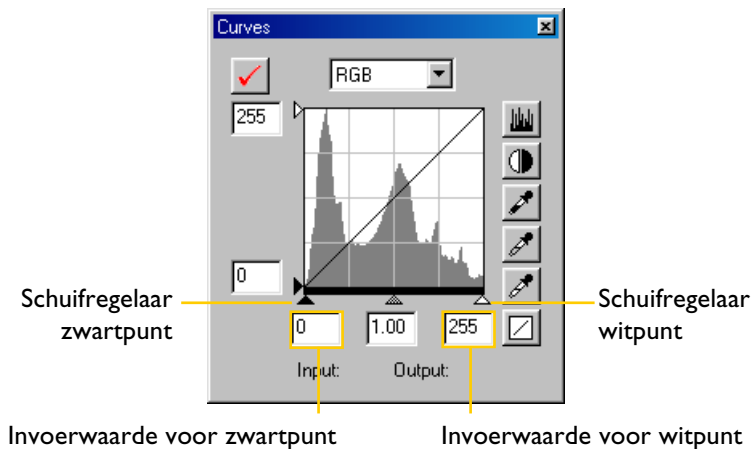 Curves
RGB
255
0
Schuifregelaar
zwartpunt
Schuifregelaar
witpunt
0 1.00 255
Input: Output:
Invoerwaarde voor zwartpunt Invoerwaarde voor witpunt